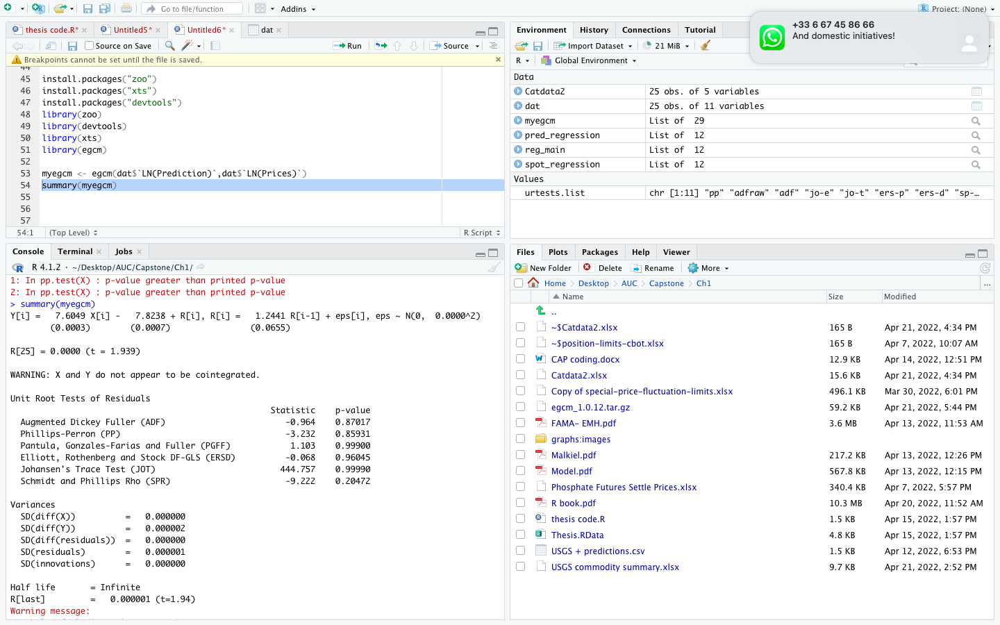 Go to file/function
Addins
Project: (None)
thesis code.R*
Untitled5*
Untitled6*
dat
Source on Save
Run
Source
Breakpoints cannot be set until the file is saved.
44
45 install.packages("zoo")
46 install.packages("xts")
47 install.packages("devtools")
48 library(zoo)
49 library(devtools)
50 library(xts)
51 library(egcm)
52
53 myegcm <- egcm(dat$`LN(Prediction)`,dat$`LN(Prices)`)
54 summary(myegcm)
55
56
57
54:1 (Top Level) R Script
Console Terminal Jobs
R 4.1.2 · ~/Desktop/AUC/Capstone/Ch1/
1: In pp.test(X) : p-value greater than printed p-value
2: In pp.test(X) : p-value greater than printed p-value
> summary(myegcm)
Y[i] = 7.6049 X[i] - 7.8238 + R[i], R[i] = 1.2441 R[i-1] + eps[i], eps ~ N(0, 0.0000^2)
(0.0003) (0.0007) (0.0655)
R[25] = 0.0000 (t = 1.939)
WARNING: X and Y do not appear to be cointegrated.
Unit Root Tests of Residuals
Statistic p-value
Augmented Dickey Fuller (ADF) -0.964 0.87017
Phillips-Perron (PP) -3.232 0.85931
Pantula, Gonzales-Farias and Fuller (PGFF) 1.103 0.99900
Elliott, Rothenberg and Stock DF-GLS (ERSD) -0.068 0.96045
Johansen's Trace Test (JOT) 444.757 0.99990
Schmidt and Phillips Rho (SPR) -9.222 0.20472
Variances
SD(diff(X)) = 0.000000
SD(diff(Y)) = 0.000002
SD(diff(residuals)) = 0.000000
SD(residuals) = 0.000001
SD(innovations) = 0.000000
Half life = Infinite
R[last] = 0.000001 (t=1.94)
Warning message:
Environment History Connections Tutorial
+33 6 67 45 86 66
And domestic initiatives!
Import Dataset 21 MiB
R Global Environment
Data
Catdata2 25 obs. of 5 variables
dat 25 obs. of 11 variables
myegcm List of 29
pred_regression List of 12
reg_main List of 12
spot_regression List of 12
Values
urtests.list chr [1:11] "pp" "adfraw" "adf" "jo-e" "jo-t" "ers-p" "ers-d" "sp-…
Files Plots Packages Help Viewer
New Folder Delete Rename More
Home Desktop AUC Capstone Ch1 ...
Name Size Modified
..
~$Catdata2.xlsx 165 B Apr 21, 2022, 4:34 PM
~$position-limits-cbot.xlsx 165 B Apr 7, 2022, 10:07 AM
CAP coding.docx 12.9 KB Apr 14, 2022, 12:51 PM
Catdata2.xlsx 15.6 KB Apr 21, 2022, 4:34 PM
Copy of special-price-fluctuation-limits.xlsx 496.1 KB Mar 30, 2022, 6:01 PM
egcm_1.0.12.tar.gz 59.2 KB Apr 21, 2022, 5:44 PM
FAMA- EMH.pdf 3.6 MB Apr 13, 2022, 11:53 AM
graphs:images
Malkiel.pdf 217.2 KB Apr 13, 2022, 12:26 PM
Model.pdf 567.8 KB Apr 13, 2022, 12:15 PM
Phosphate Futures Settle Prices.xlsx 340.4 KB Apr 7, 2022, 5:57 PM
R book.pdf 10.3 MB Apr 20, 2022, 11:52 AM
thesis code.R 1.5 KB Apr 15, 2022, 1:57 PM
Thesis.RData 4.8 KB Apr 15, 2022, 1:57 PM
USGS + predictions.csv 1.5 KB Apr 12, 2022, 6:53 PM
USGS commodity summary.xlsx 9.7 KB Apr 21, 2022, 2:52 PM